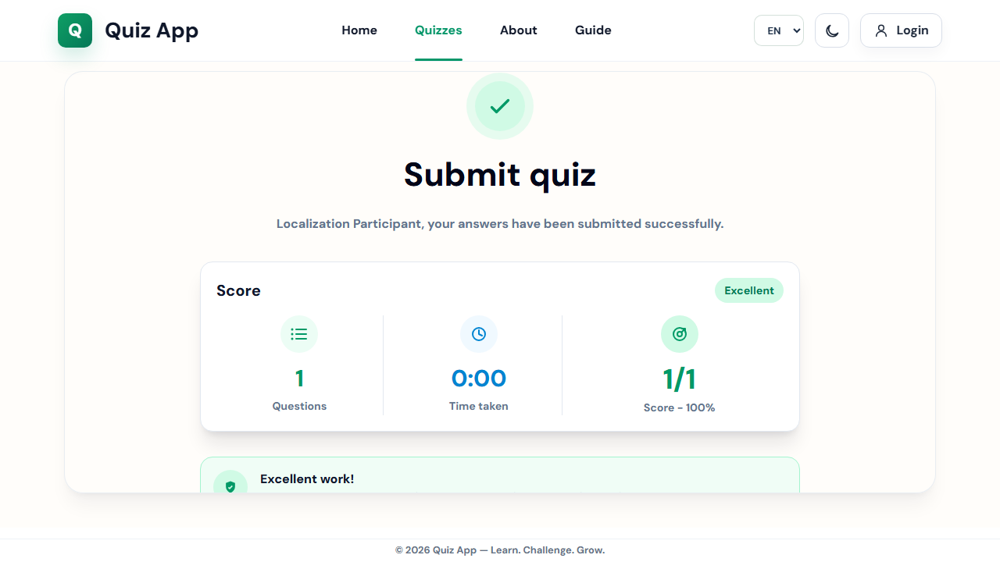 Q Quiz App
Home Quizzes About Guide
EN
Login
Submit quiz
Localization Participant, your answers have been submitted successfully.
Score
Excellent
1
Questions
0:00
Time taken
1/1
Score - 100%
Excellent work!
© 2026 Quiz App — Learn. Challenge. Grow.